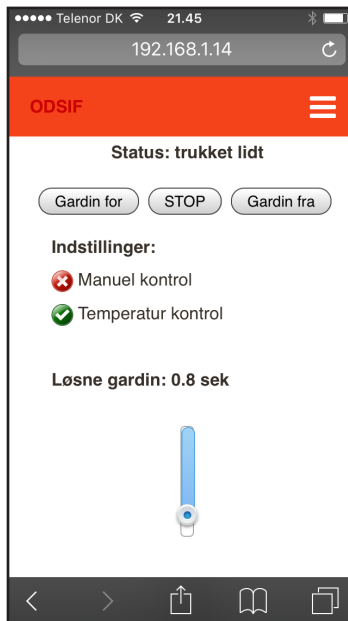 Telenor DK 21.45
192.168.1.14
ODSIF
Status: trukket lidt
Gardin for STOP Gardin fra
Indstillinger:
Manuel kontrol
Temperatur kontrol
Løsne gardin: 0.8 sek